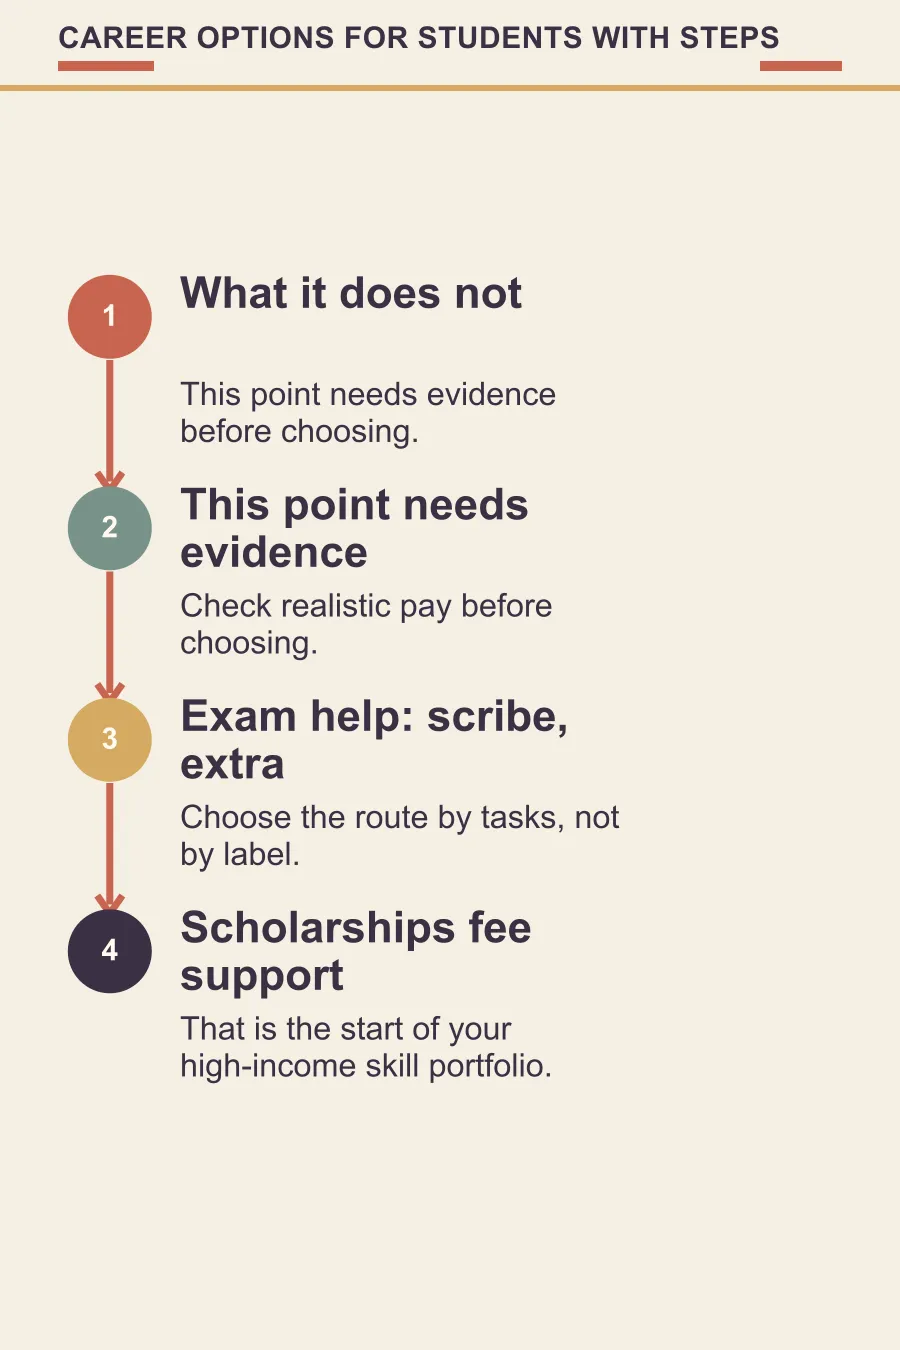 CAREER OPTIONS FOR STUDENTS WITH STEPS
1
What it does not
This point needs evidence
before choosing.
2
This point needs
evidence
Check realistic pay before
choosing.
3
Exam help: scribe,
extra
Choose the route by tasks, not
by label.
4
Scholarships fee
support
That is the start of your
high-income skill portfolio.